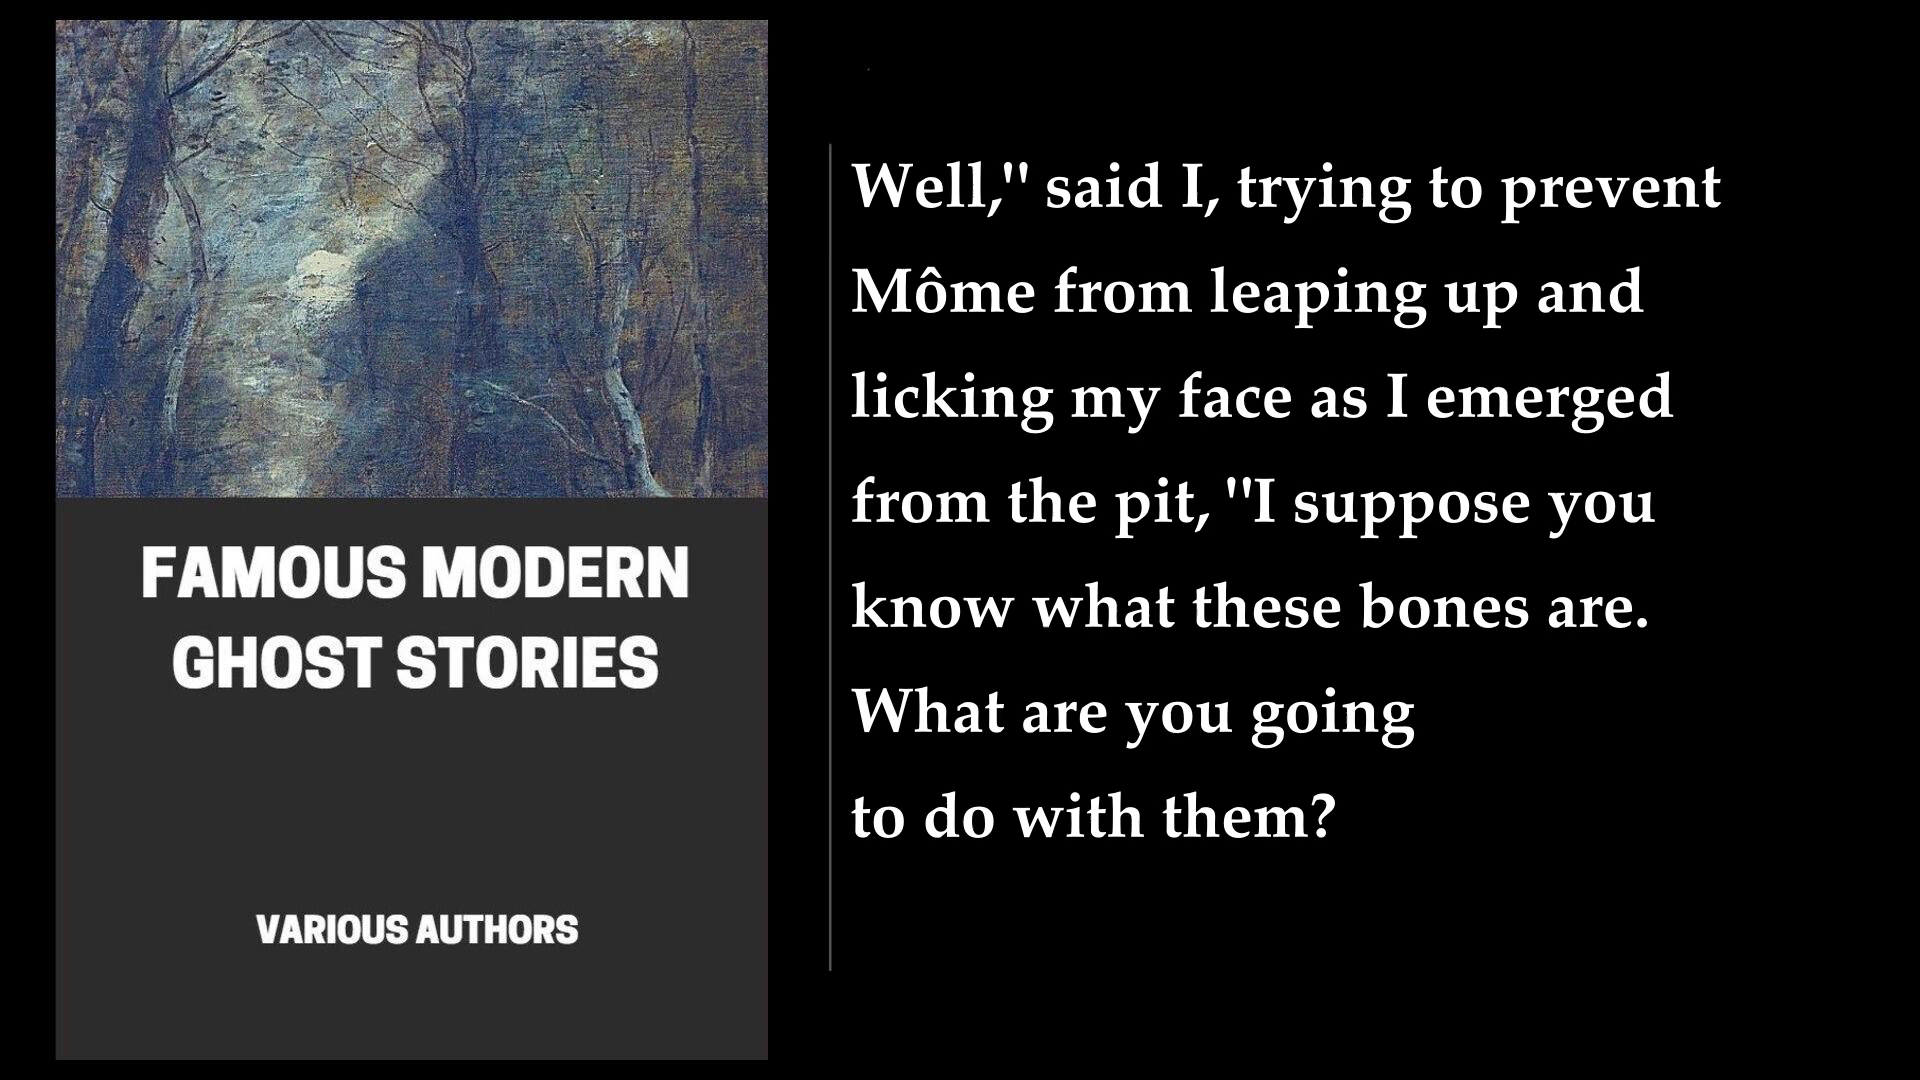 FAMOUS MODERN
GHOST STORIES
VARIOUS AUTHORS
Well," said I, trying to prevent
Môme from leaping up and
licking my face as I emerged
from the pit, "I suppose you
know what these bones are.
What are you going
to do with them?